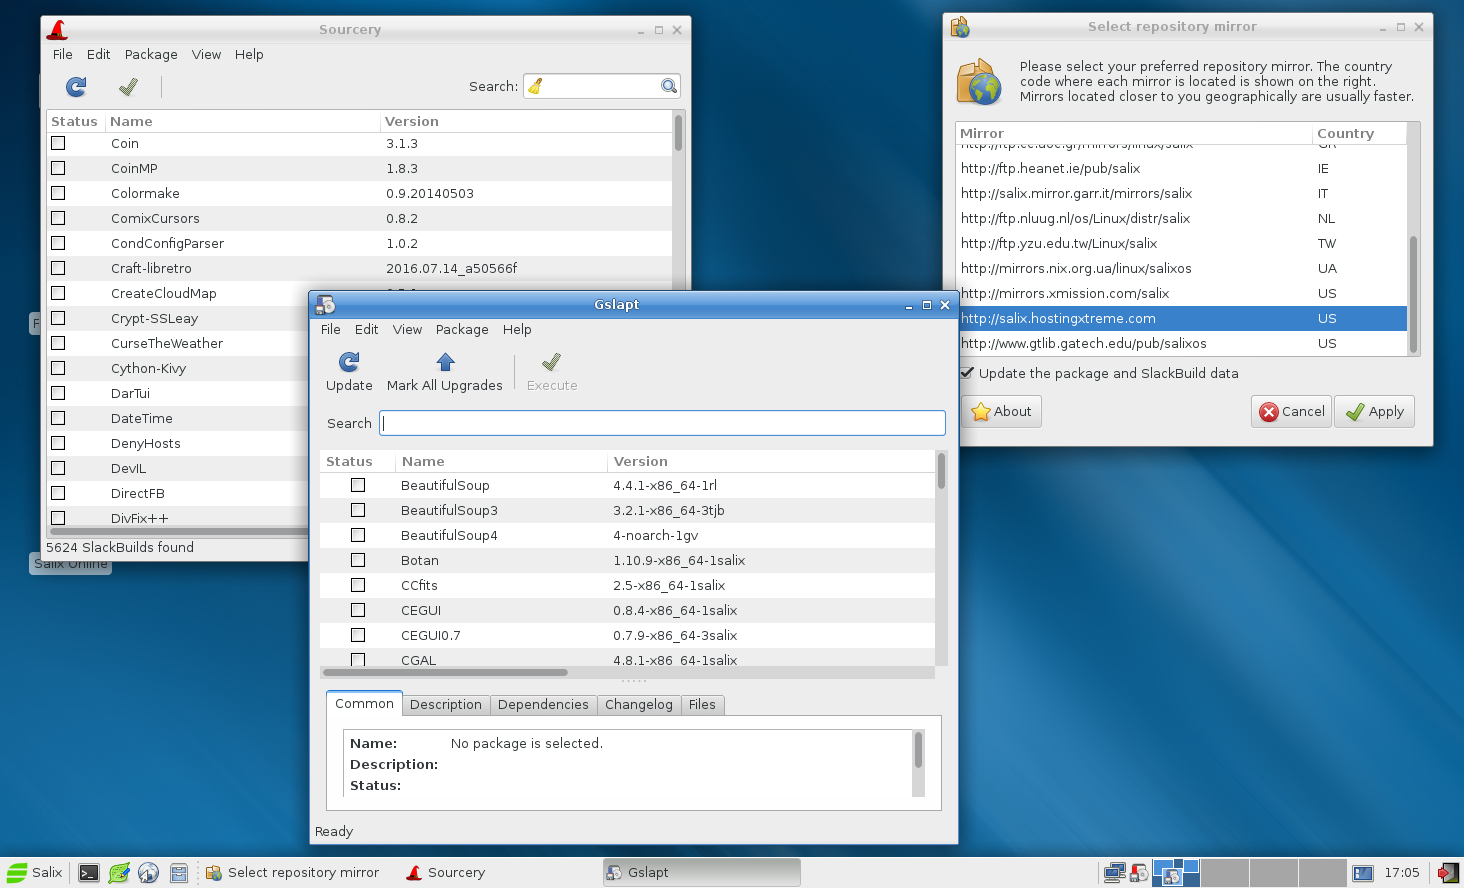 Sourcery
File Edit Package View Help
Search:
Status Name Version
Coin 3.1.3
CoinMP 1.8.3
Colormake 0.9.20140503
ComixCursors 0.8.2
CondConfigParser 1.0.2
Craft-libretro 2016.07.14_a50566f
CreateCloudMap
Crypt-SSLeay
CurseTheWeather
Cython-Kivy
DarTui
DateTime
DenyHosts
DevIL
DirectFB
DivFix++
5624 SlackBuilds found
Salix Online
Select repository mirror
Please select your preferred repository mirror. The country
code where each mirror is located is shown on the right.
Mirrors located closer to you geographically are usually faster.
Mirror Country
http://ftp.cc.uoc.gr/mirrors/linux/salix GR
http://ftp.heanet.ie/pub/salix IE
http://salix.mirror.garr.it/mirrors/salix IT
http://ftp.nluug.nl/os/Linux/distr/salix NL
http://ftp.yzu.edu.tw/Linux/salix TW
http://mirrors.nix.org.ua/linux/salixos UA
http://mirrors.xmission.com/salix US
http://salix.hostingxtreme.com US
http://www.gtlib.gatech.edu/pub/salixos US
Update the package and SlackBuild data
About Cancel Apply
Gslapt
File Edit View Package Help
Update Mark All Upgrades Execute
Search
Status Name Version
BeautifulSoup 4.4.1-x86_64-1rl
BeautifulSoup3 3.2.1-x86_64-3tjb
BeautifulSoup4 4-noarch-1gv
Botan 1.10.9-x86_64-1salix
CCfits 2.5-x86_64-1salix
CEGUI 0.8.4-x86_64-1salix
CEGUI0.7 0.7.9-x86_64-3salix
CGAL 4.8.1-x86_64-1salix
Common Description Dependencies Changelog Files
Name: No package is selected.
Description:
Status:
Ready
Salix Select repository mirror Sourcery Gslapt 17:05